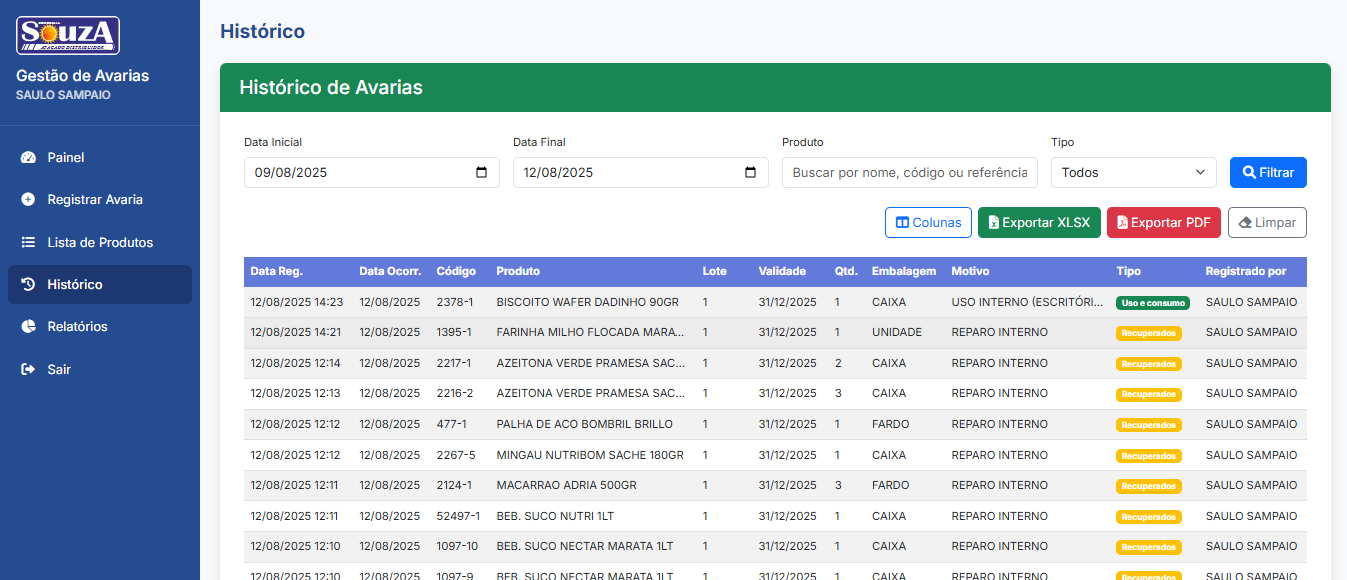 SouzA
ATACADO DISTRIBUIDOR
Gestão de Avarias
SAULO SAMPAIO
Painel
Registrar Avaria
Lista de Produtos
Histórico
Relatórios
Sair
Histórico
Histórico de Avarias
Data Inicial Data Final Produto Tipo
09/08/2025 12/08/2025 Buscar por nome, código ou referência Todos Filtrar
Colunas Exportar XLSX Exportar PDF Limpar
Data Reg. Data Ocorr. Código Produto Lote Validade Qtd. Embalagem Motivo Tipo Registrado por
12/08/2025 14:23 12/08/2025 2378-1 BISCOITO WAFER DADINHO 90GR 1 31/12/2025 1 CAIXA USO INTERNO (ESCRITÓRI... Uso e consumo SAULO SAMPAIO
12/08/2025 14:21 12/08/2025 1395-1 FARINHA MILHO FLOCADA MARA... 1 31/12/2025 1 UNIDADE REPARO INTERNO Recuperados SAULO SAMPAIO
12/08/2025 12:14 12/08/2025 2217-1 AZEITONA VERDE PRAMESA SAC... 1 31/12/2025 2 CAIXA REPARO INTERNO Recuperados SAULO SAMPAIO
12/08/2025 12:13 12/08/2025 2216-2 AZEITONA VERDE PRAMESA SAC... 1 31/12/2025 3 CAIXA REPARO INTERNO Recuperados SAULO SAMPAIO
12/08/2025 12:12 12/08/2025 477-1 PALHA DE ACO BOMBRIL BRILLO 1 31/12/2025 1 FARDO REPARO INTERNO Recuperados SAULO SAMPAIO
12/08/2025 12:12 12/08/2025 2267-5 MINGAU NUTRIBOM SACHE 180GR 1 31/12/2025 1 CAIXA REPARO INTERNO Recuperados SAULO SAMPAIO
12/08/2025 12:11 12/08/2025 2124-1 MACARRAO ADRIA 500GR 1 31/12/2025 3 FARDO REPARO INTERNO Recuperados SAULO SAMPAIO
12/08/2025 12:11 12/08/2025 52497-1 BEB. SUCO NUTRI 1LT 1 31/12/2025 1 CAIXA REPARO INTERNO Recuperados SAULO SAMPAIO
12/08/2025 12:10 12/08/2025 1097-10 BEB. SUCO NECTAR MARATA 1LT 1 31/12/2025 1 CAIXA REPARO INTERNO Recuperados SAULO SAMPAIO
12/08/2025 12:10 12/08/2025 1097-9 BEB. SUCO NECTAR MARATA 1LT 1 31/12/2025 1 CAIXA REPARO INTERNO Recuperados SAULO SAMPAIO